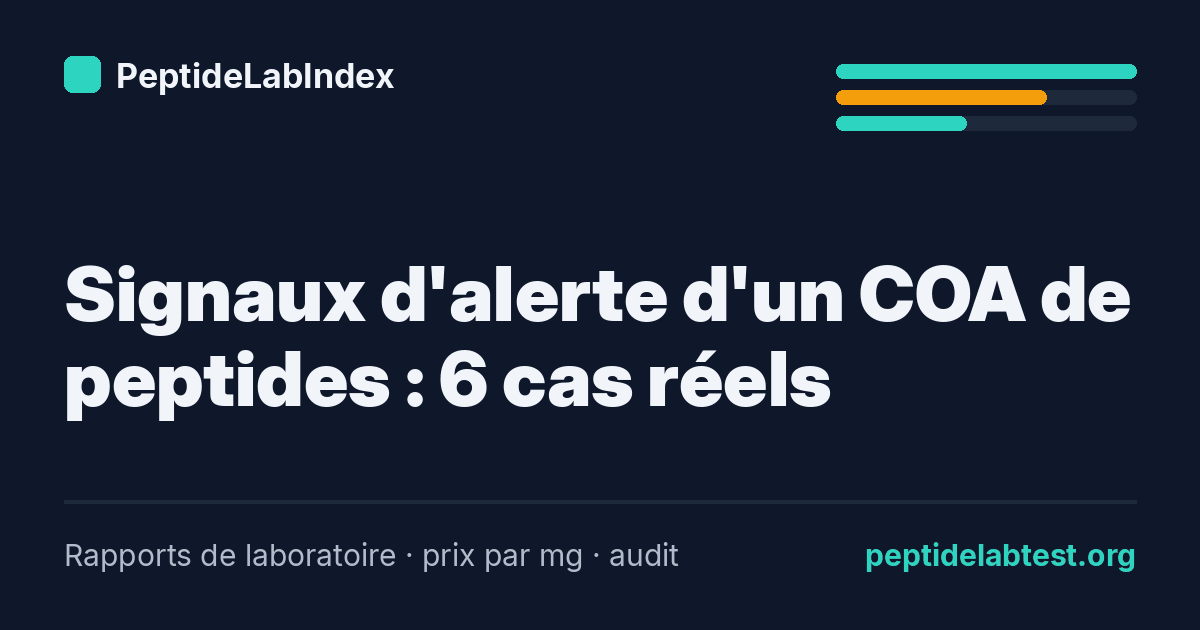 PeptideLabIndex
Signaux d'alerte d'un COA de
peptides : 6 cas réels
Rapports de laboratoire · prix par mg · audit
peptidelabtest.org